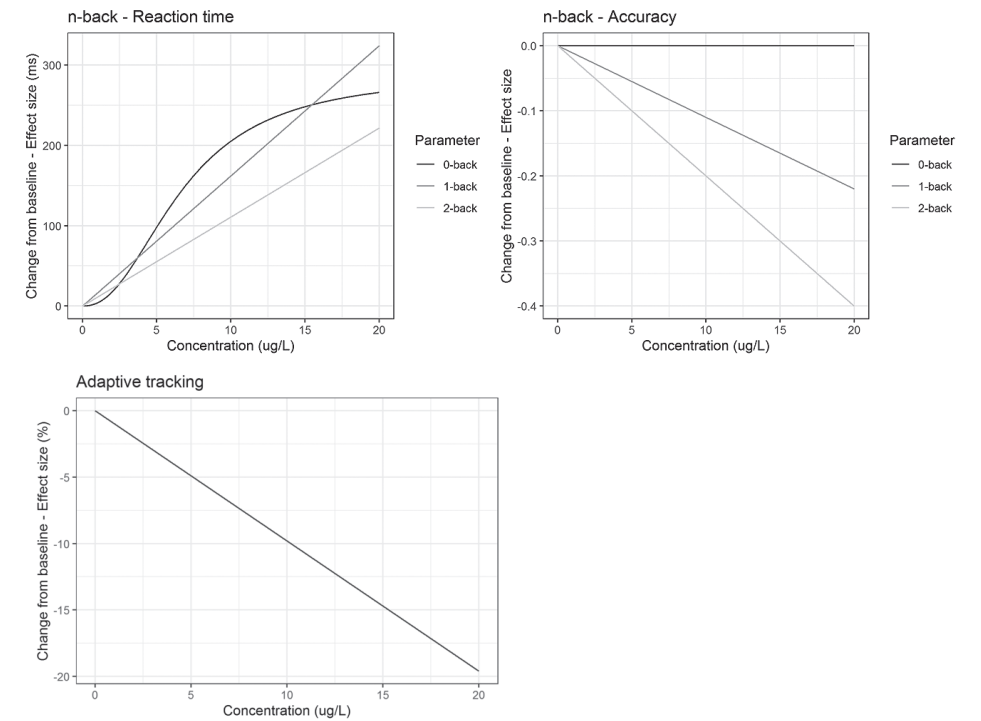 n-back - Reaction time
Change from baseline - Effect size (ms)
300
200
100
0
0 5 10 15 20
Concentration (ug/L)
Parameter
0-back
1-back
2-back
n-back - Accuracy
Change from baseline - Effect size
0.0
-0.1
-0.2
-0.3
-0.4
0 5 10 15 20
Concentration (ug/L)
Parameter
0-back
1-back
2-back
Adaptive tracking
Change from baseline - Effect size (%)
0
-5
-10
-15
-20
0 5 10 15 20
Concentration (ug/L)